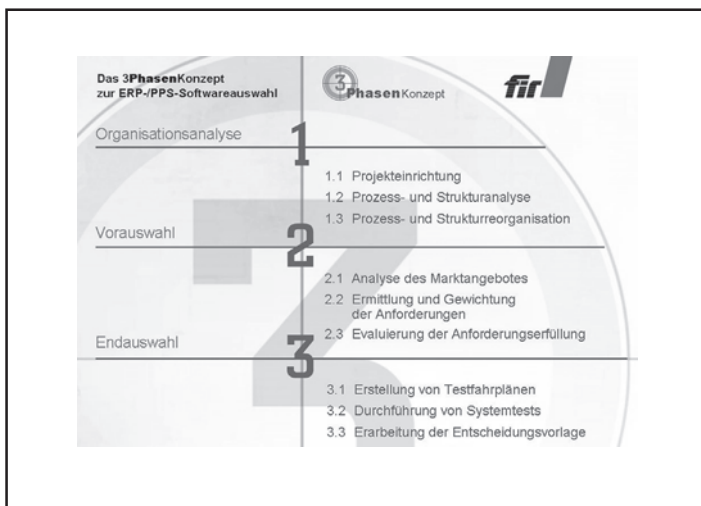 Das 3PhasenKonzept
zur ERP-/PPS-Softwareauswahl
3
PhasenKonzept
fir
Organisationsanalyse
1
1.1 Projekteinrichtung
1.2 Prozess- und Strukturanalyse
1.3 Prozess- und Strukturreorganisation
Vorauswahl
2
2.1 Analyse des Marktangebotes
2.2 Ermittlung und Gewichtung
der Anforderungen
2.3 Evaluierung der Anforderungserfüllung
Endauswahl
3
3.1 Erstellung von Testfahrplänen
3.2 Durchführung von Systemtests
3.3 Erarbeitung der Entscheidungsvorlage